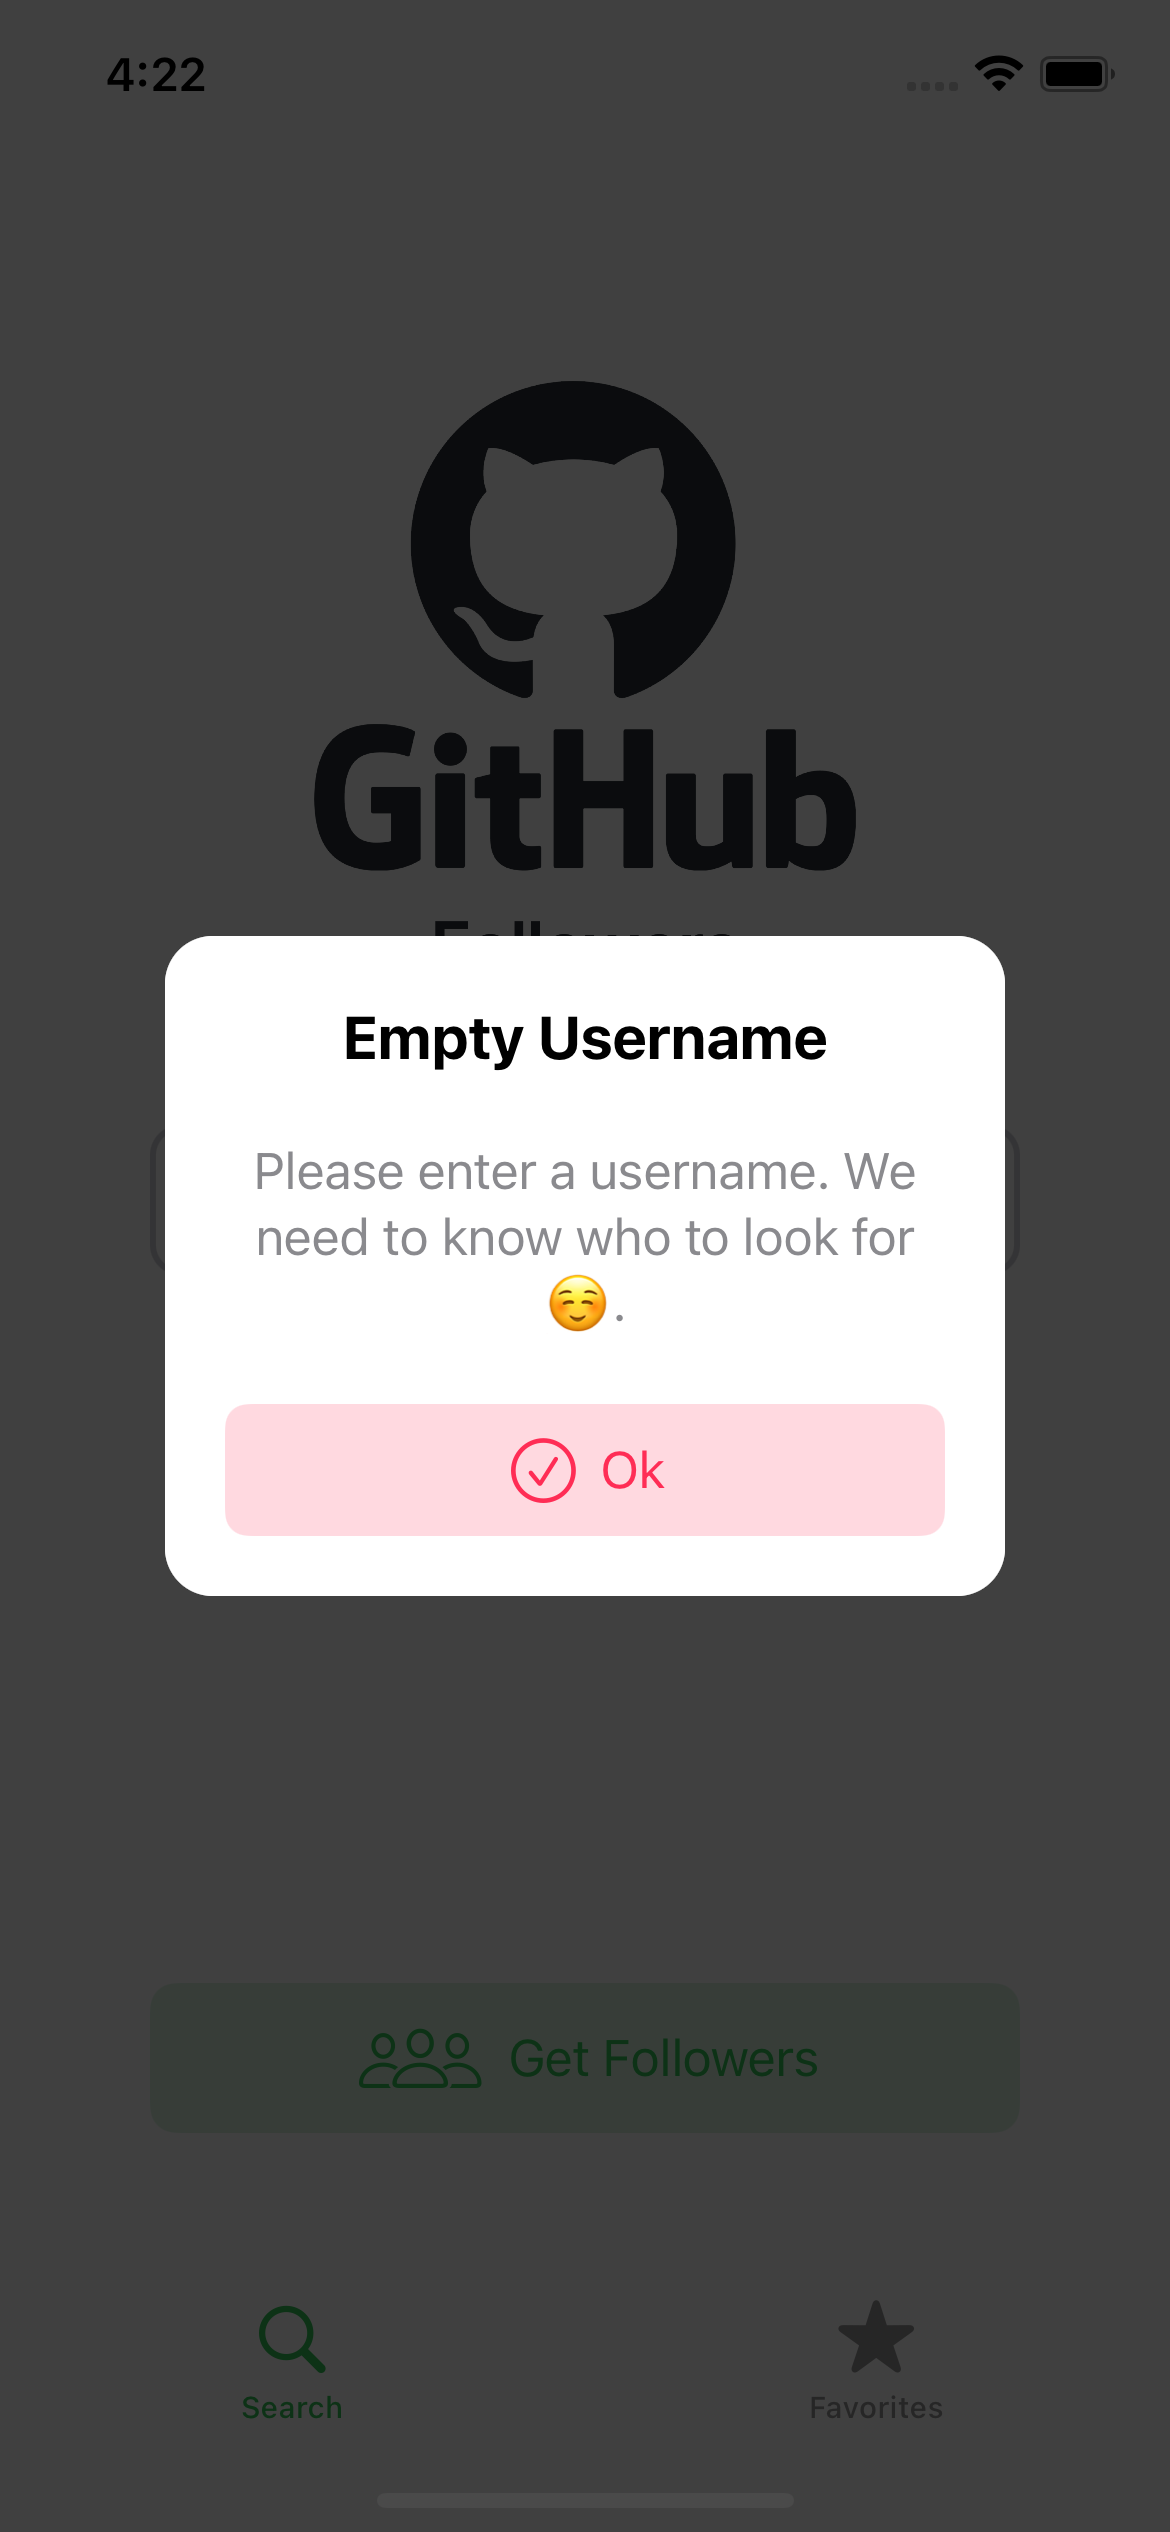 4:22
GitHub
Followers
Empty Username
Please enter a username. We
need to know who to look for
☺️.
Ok
Get Followers
Search
Favorites